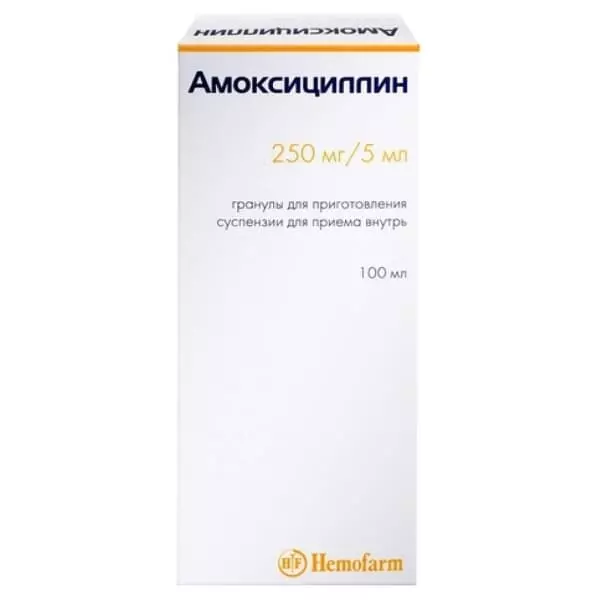 Амоксициллин
Амоксициллин
250 мг/5 мл
гранулы для приготовления
суспензии для приема внутрь
100 мл
HF Hemofarm